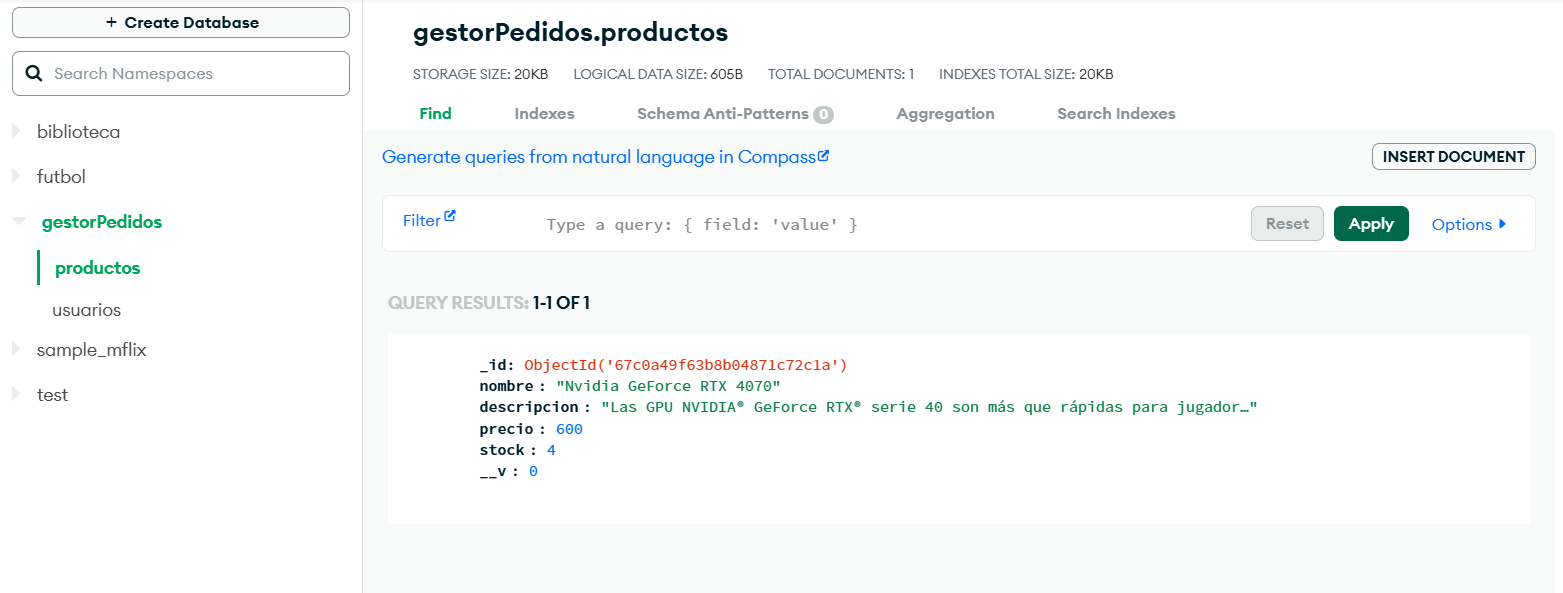 + Create Database
Search Namespaces
biblioteca
futbol
gestorPedidos
productos
usuarios
sample_mflix
test
gestorPedidos.productos
STORAGE SIZE: 20KB LOGICAL DATA SIZE: 605B TOTAL DOCUMENTS: 1 INDEXES TOTAL SIZE: 20KB
Find Indexes Schema Anti-Patterns 0 Aggregation Search Indexes
Generate queries from natural language in Compass
INSERT DOCUMENT
Filter Type a query: { field: 'value' } Reset Apply Options
QUERY RESULTS: 1-1 OF 1
_id: ObjectId('67c0a49f63b8b04871c72c1a')
nombre : "Nvidia GeForce RTX 4070"
descripcion : "Las GPU NVIDIA® GeForce RTX® serie 40 son más que rápidas para jugador…"
precio : 600
stock : 4
__v : 0